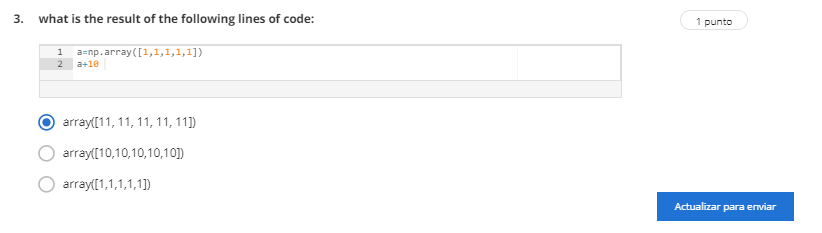 3. what is the result of the following lines of code:
1 punto
1 a=np.array([1,1,1,1,1])
2 a+10
array([11, 11, 11, 11, 11])
array([10,10,10,10,10])
array([1,1,1,1,1])
Actualizar para enviar